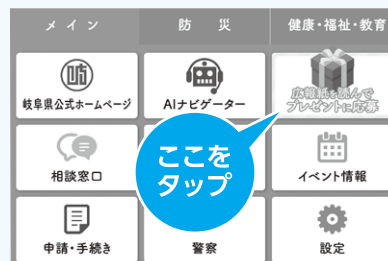 メイン
防災
健康・福祉・教育
岐
岐阜県公式ホームページ
AIナビゲーター
広報紙を読んで
プレゼントに応募
相談窓口
ここを
タップ
イベント情報
申請・手続き
警察
設定